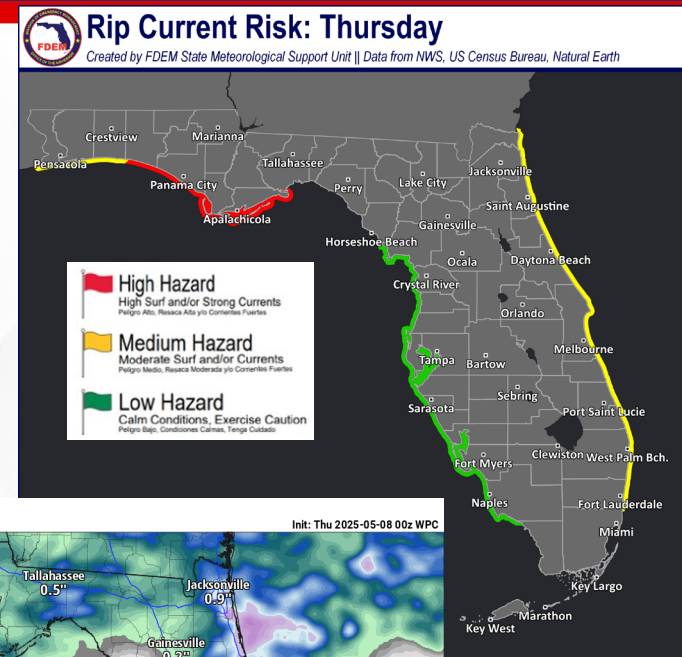 FDEM
Rip Current Risk: Thursday
Created by FDEM State Meteorological Support Unit || Data from NWS, US Census Bureau, Natural Earth
Crestview
Marianna
Pensacola
Tallahassee
Panama City
Apalachicola
Perry
Lake City
Jacksonville
Saint Augustine
Gainesville
Horseshoe Beach
Ocala
Daytona Beach
Crystal River
Orlando
High Hazard
High Surf and/or Strong Currents
Peligro Alto, Resaca Alta y/o Corrientes Fuertes
Medium Hazard
Moderate Surf and/or Currents
Peligro Medio, Resaca Moderada y/o Corrientes Fuertes
Low Hazard
Calm Conditions, Exercise Caution
Peligro Bajo, Condiciones Calmas, Tenga Cuidado
Melbourne
Tampa
Bartow
Sebring
Sarasota
Port Saint Lucie
Clewiston
West Palm Bch.
Fort Myers
Naples
Fort Lauderdale
Miami
Key Largo
Marathon
Key West
Init: Thu 2025-05-08 00z WPC
Tallahassee
0.5"
Jacksonville
0.9"
Gainesville